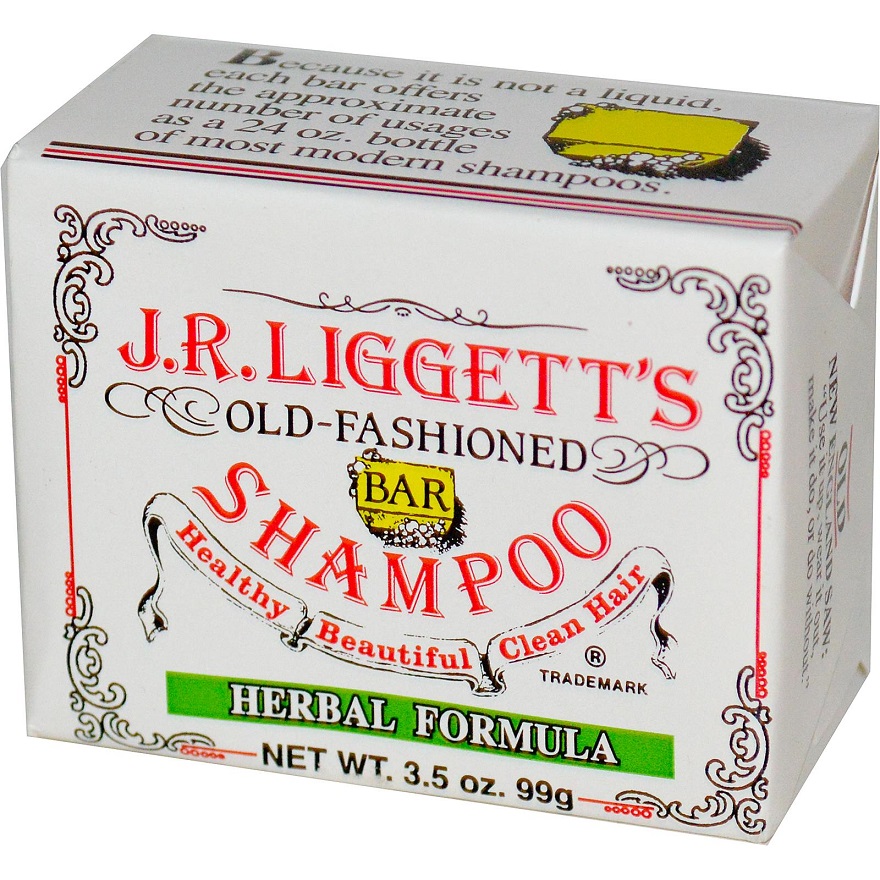 Because it is not a liquid,
each bar offers
the approximate
number of usages
as a 24 oz. bottle
of most modern shampoos.
J.R. LIGGETT'S
OLD-FASHIONED
BAR
SHAMPOO
Healthy Beautiful Clean Hair
®
TRADEMARK
HERBAL FORMULA
NET WT. 3.5 oz. 99g
OLD
NEW ENGLAND SAW:
"Use it up, wear it out,
make it do, or do without."